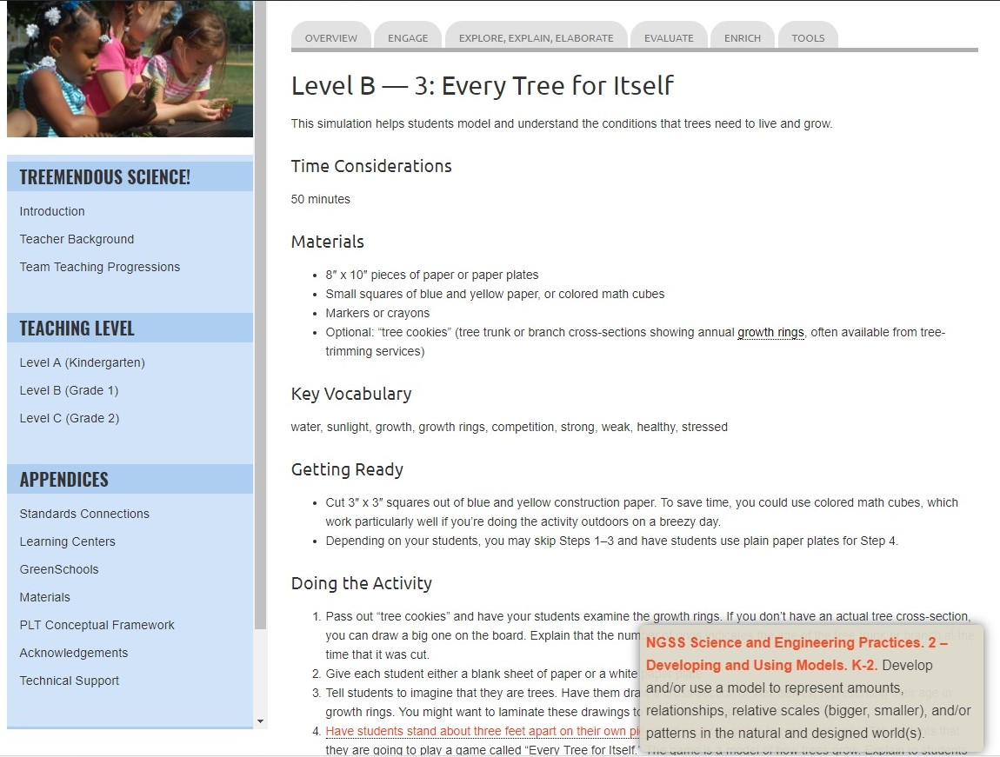 OVERVIEW ENGAGE EXPLORE, EXPLAIN, ELABORATE EVALUATE ENRICH TOOLS
TREEMENDOUS SCIENCE!
Introduction
Teacher Background
Team Teaching Progressions
TEACHING LEVEL
Level A (Kindergarten)
Level B (Grade 1)
Level C (Grade 2)
APPENDICES
Standards Connections
Learning Centers
GreenSchools
Materials
PLT Conceptual Framework
Acknowledgements
Technical Support
Level B — 3: Every Tree for Itself
This simulation helps students model and understand the conditions that trees need to live and grow.
Time Considerations
50 minutes
Materials
• 8″ x 10″ pieces of paper or paper plates
• Small squares of blue and yellow paper, or colored math cubes
• Markers or crayons
• Optional: “tree cookies” (tree trunk or branch cross-sections showing annual growth rings, often available from tree-
trimming services)
Key Vocabulary
water, sunlight, growth, growth rings, competition, strong, weak, healthy, stressed
Getting Ready
• Cut 3″ x 3″ squares out of blue and yellow construction paper. To save time, you could use colored math cubes, which
work particularly well if you’re doing the activity outdoors on a breezy day.
• Depending on your students, you may skip Steps 1–3 and have students use plain paper plates for Step 4.
Doing the Activity
1. Pass out “tree cookies” and have your students examine the growth rings. If you don’t have an actual tree cross-section,
you can draw a big one on the board. Explain that the num
time that it was cut.
2. Give each student either a blank sheet of paper or a white
3. Tell students to imagine that they are trees. Have them dra
growth rings. You might want to laminate these drawings to
4. Have students stand about three feet apart on their own pi
they are going to play a game called “Every Tree for Itself.” The game is a model of how trees grow. Explain to students
NGSS Science and Engineering Practices. 2 –
Developing and Using Models. K-2. Develop
and/or use a model to represent amounts,
relationships, relative scales (bigger, smaller), and/or
patterns in the natural and designed world(s).